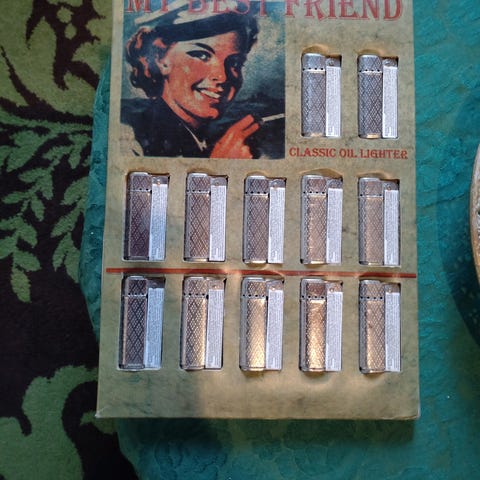 MY BEST FRIEND
CLASSIC OIL LIGHTER